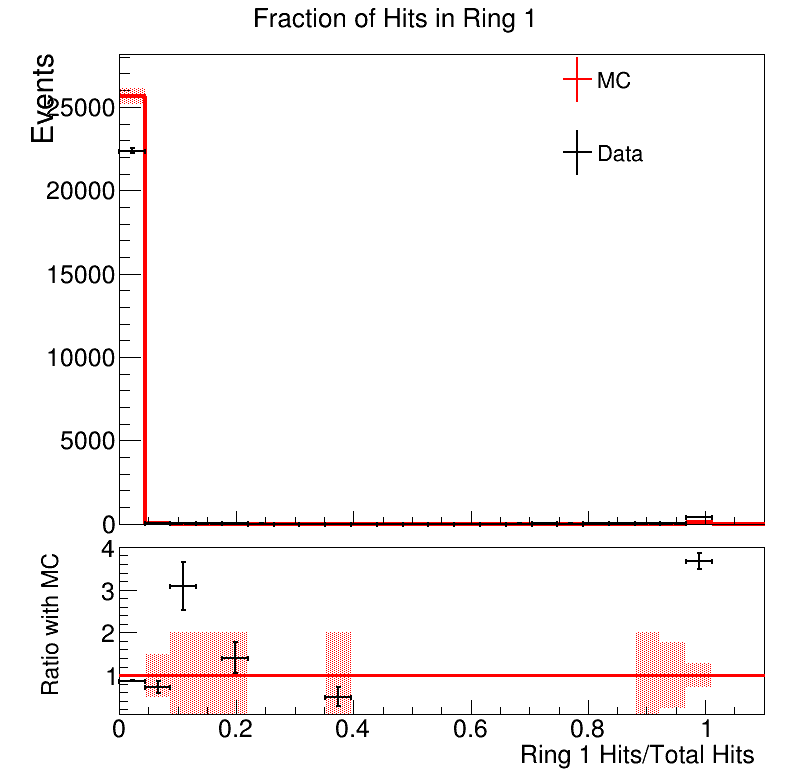 Fraction of Hits in Ring 1
Events
25000
20000
15000
10000
5000
0
MC
Data
Ratio with MC
4
3
2
1
0 0.2 0.4 0.6 0.8 1
Ring 1 Hits/Total Hits